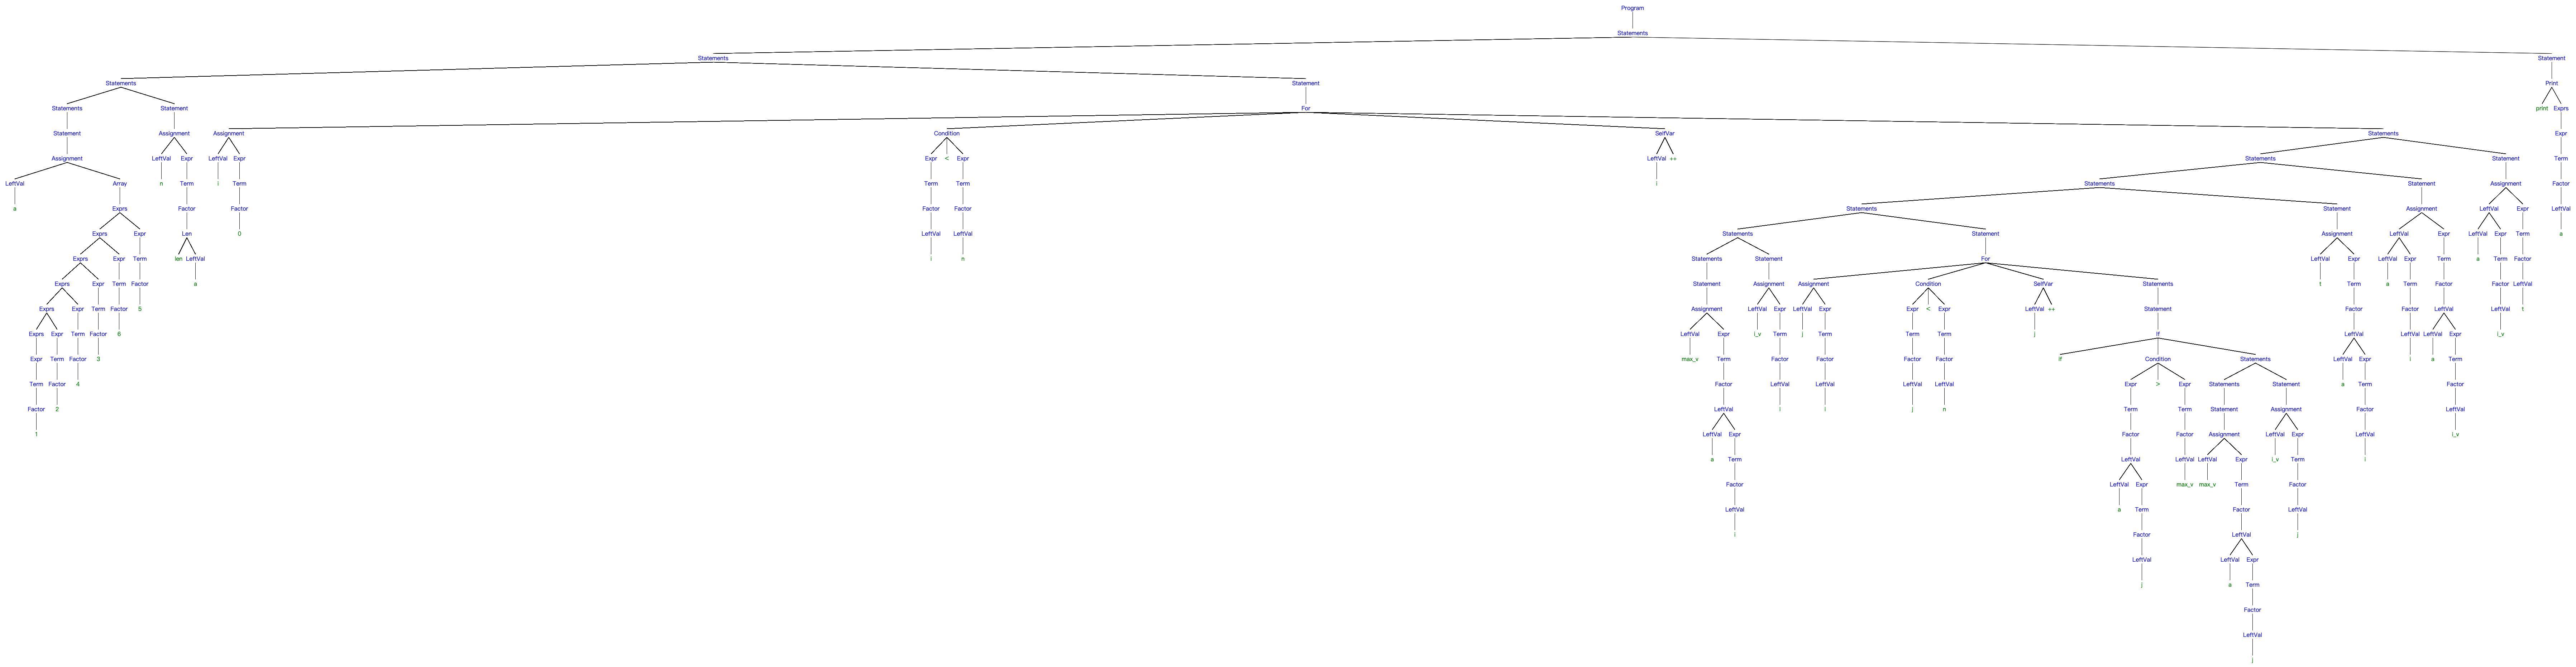 Program
Statements
Statements Statement
Statements Statement Print
Statements Statement For print Exprs
Statement Assignment Assignment Condition SelfVar Statements Expr
Assignment LeftVal Expr LeftVal Expr Expr < Expr LeftVal ++ Statements Statement Term
LeftVal Array n Term i Term Term Term i Statements Statement Assignment Factor
a Exprs Factor Factor Factor Factor Statements Statement Assignment LeftVal Expr LeftVal
Exprs Expr Len 0 LeftVal LeftVal Statements Statement Assignment LeftVal Expr LeftVal Expr Term a
Exprs Expr Term len LeftVal i n Statements Statement For LeftVal Expr LeftVal Expr Term a Term Factor
Exprs Expr Term Factor a Statement Assignment Assignment Condition SelfVar Statements t Term a Term Factor Factor LeftVal
Exprs Expr Term Factor 5 Assignment LeftVal Expr LeftVal Expr Expr < Expr LeftVal ++ Statement Factor Factor LeftVal LeftVal t
Exprs Expr Term Factor 6 LeftVal Expr i_v Term j Term Term Term j If LeftVal LeftVal LeftVal Expr i_v
Expr Term Factor 3 max_v Term Factor Factor Factor Factor if Condition Statements LeftVal Expr i a Term
Term Factor 4 Factor LeftVal LeftVal LeftVal LeftVal Expr > Expr Statements Statement a Term Factor
Factor 2 LeftVal i i j n Term Term Statement Assignment Factor LeftVal
1 LeftVal Expr Factor Factor Assignment LeftVal Expr LeftVal i_v
a Term LeftVal LeftVal LeftVal Expr i_v Term i
Factor LeftVal Expr max_v max_v Term Factor
LeftVal a Term Factor LeftVal
i Factor LeftVal j
LeftVal LeftVal Expr
j a Term
Factor
LeftVal
j